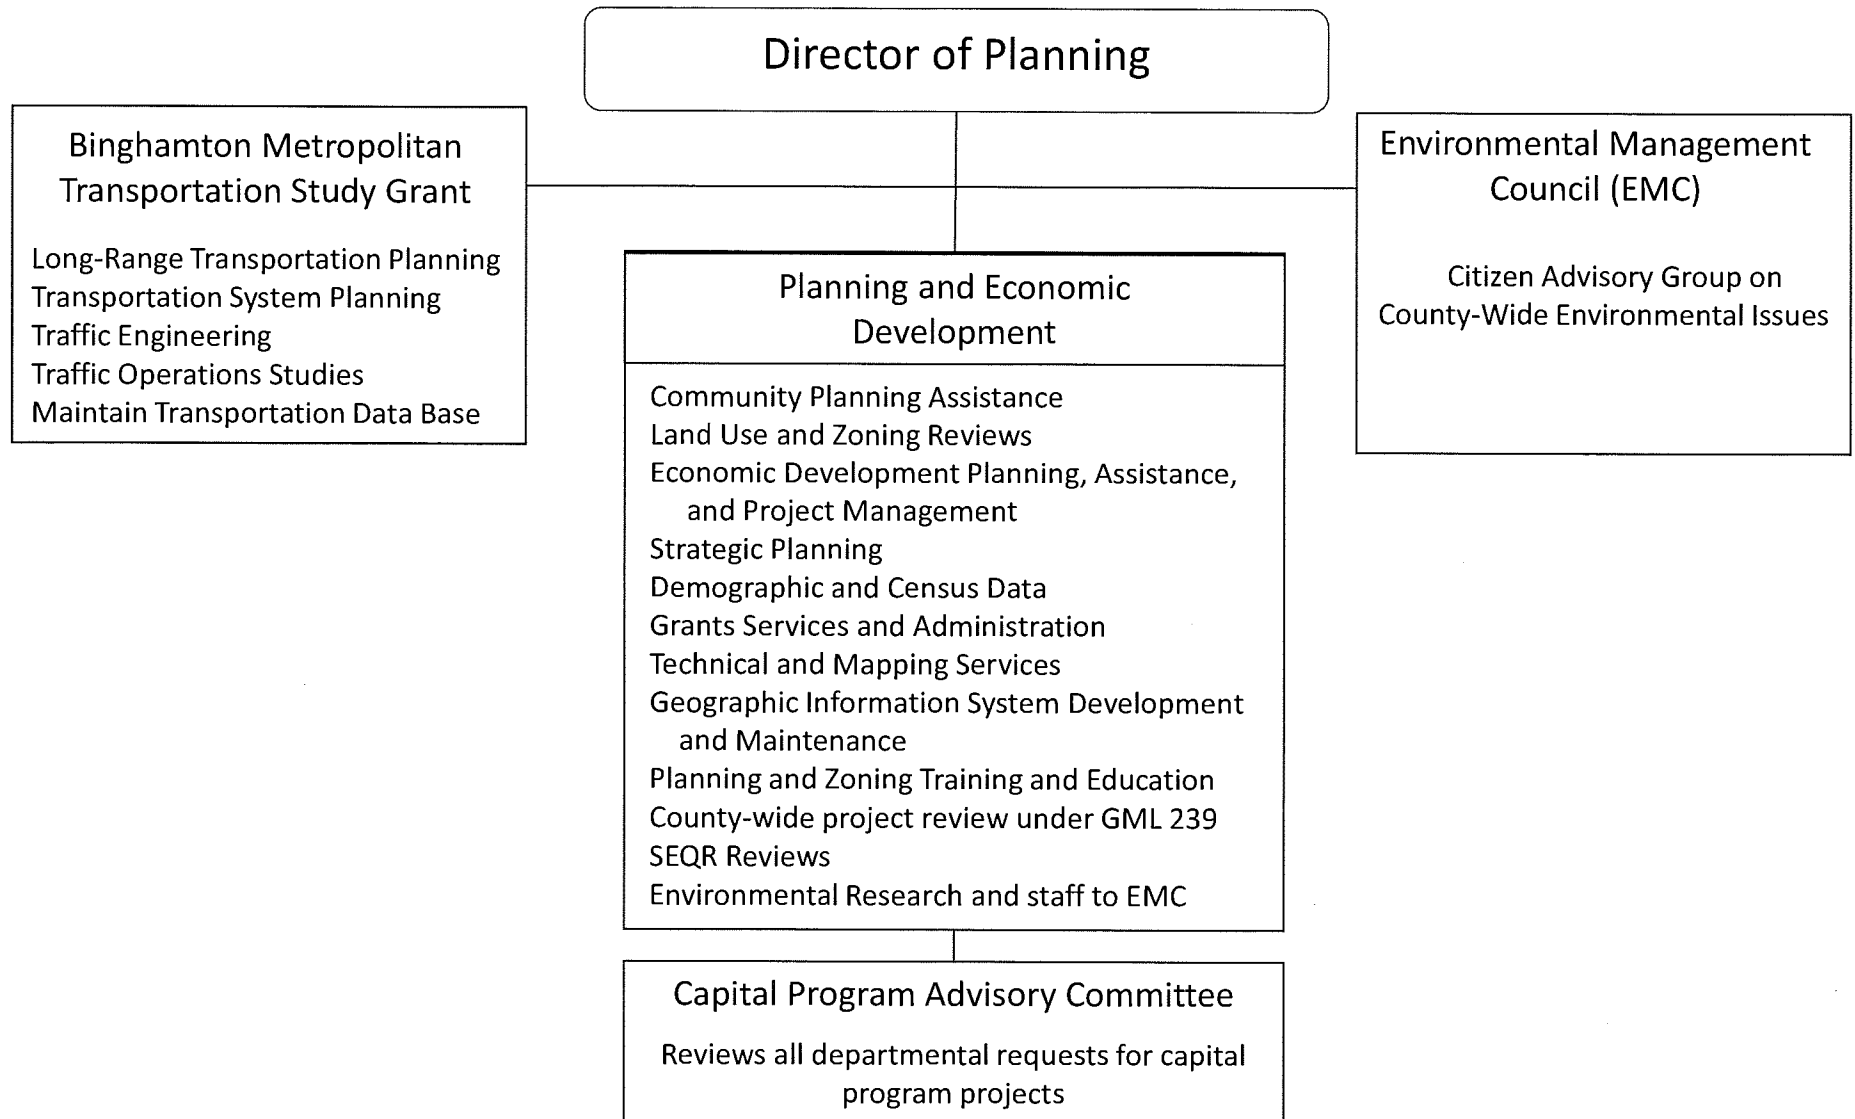 Director of Planning
Binghamton Metropolitan
Transportation Study Grant
Long-Range Transportation Planning
Transportation System Planning
Traffic Engineering
Traffic Operations Studies
Maintain Transportation Data Base
Environmental Management
Council (EMC)
Citizen Advisory Group on
County-Wide Environmental Issues
Planning and Economic
Development
Community Planning Assistance
Land Use and Zoning Reviews
Economic Development Planning, Assistance,
and Project Management
Strategic Planning
Demographic and Census Data
Grants Services and Administration
Technical and Mapping Services
Geographic Information System Development
and Maintenance
Planning and Zoning Training and Education
County-wide project review under GML 239
SEQR Reviews
Environmental Research and staff to EMC
Capital Program Advisory Committee
Reviews all departmental requests for capital
program projects